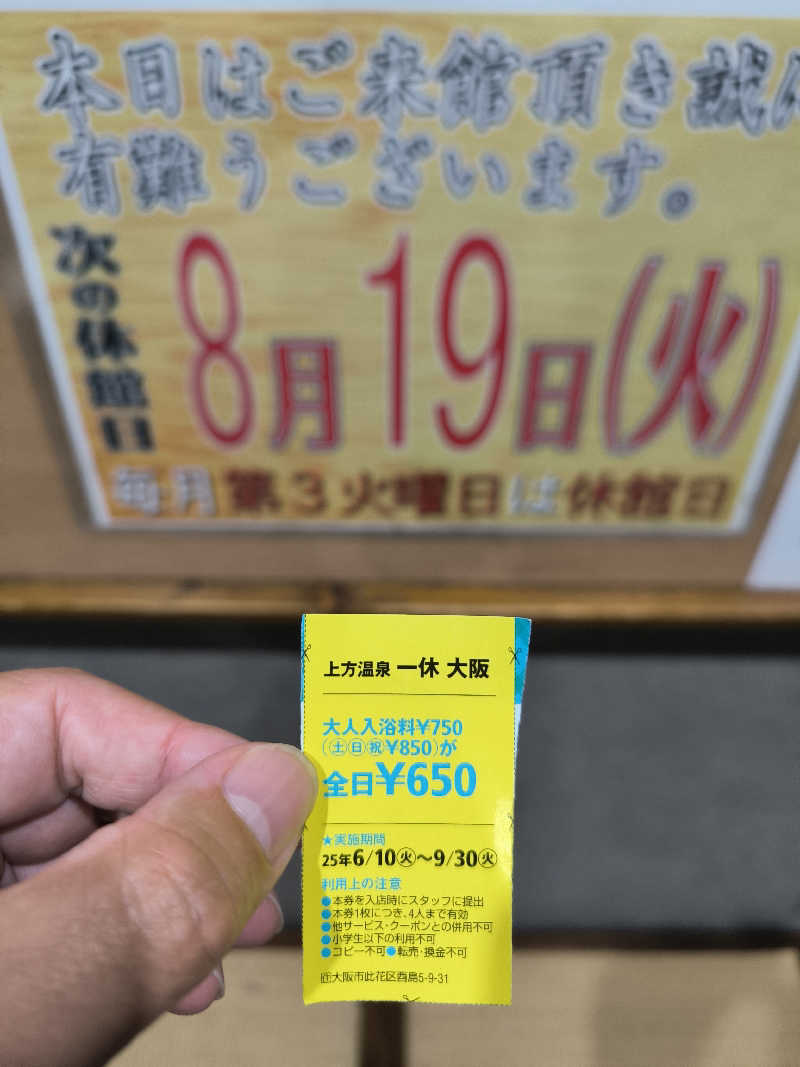 本日はご来館頂き誠
有難うございます。
次の休館日
8月19日(火)
毎月第3火曜日は休館日
上方温泉 一休 大阪
大人入浴料¥750
(土日祝¥850)が
全日¥650
★実施期間
25年6/10火〜9/30火
利用上の注意
●本券を入店時にスタッフに提出
●本券1枚につき、4人まで有効
●他サービス・クーポンとの併用不可
●小学生以下の利用不可
●コピー不可●転売・換金不可
住大阪市此花区酉島5-9-31